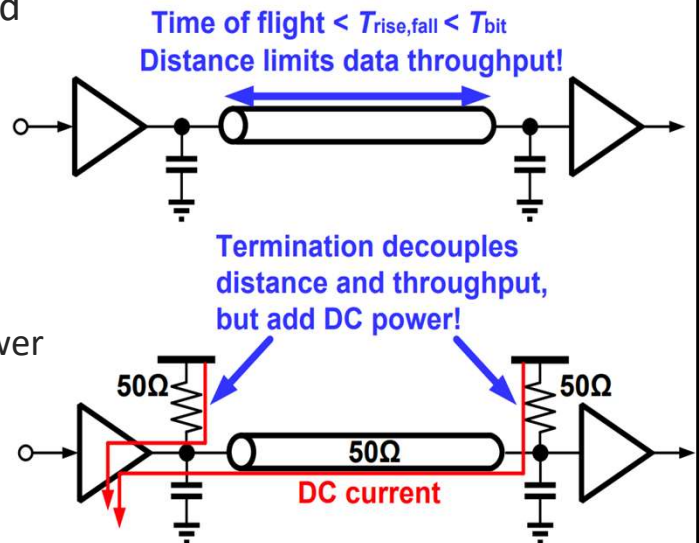 Time of flight < Trise,fall < Tbit
Distance limits data throughput!
Termination decouples
distance and throughput,
but add DC power!
50Ω
50Ω
50Ω
DC current